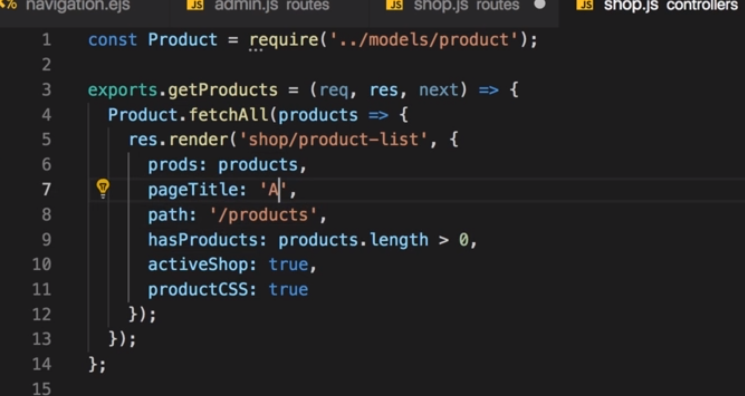 navigation.ejs JS admin.js routes JS shop.js routes JS shop.js controllers
1 const Product = require('../models/product');
2
3 exports.getProducts = (req, res, next) => {
4 Product.fetchAll(products => {
5 res.render('shop/product-list', {
6 prods: products,
7 pageTitle: 'A',
8 path: '/products',
9 hasProducts: products.length > 0,
10 activeShop: true,
11 productCSS: true
12 });
13 });
14 };
15